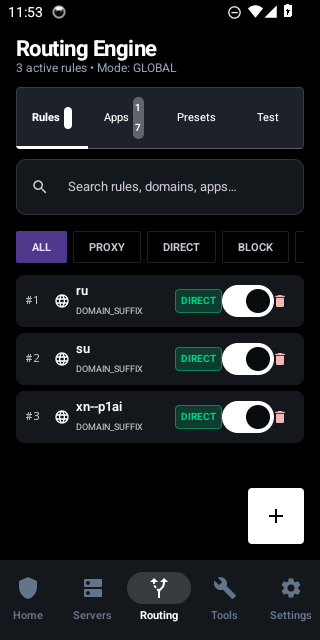 11:53
Routing Engine
3 active rules • Mode: GLOBAL
Rules
Apps 17
Presets
Test
Search rules, domains, apps...
ALL
PROXY
DIRECT
BLOCK
#1
ru
DOMAIN_SUFFIX
DIRECT
#2
su
DOMAIN_SUFFIX
DIRECT
#3
xn--p1ai
DOMAIN_SUFFIX
DIRECT
+
Home
Servers
Routing
Tools
Settings